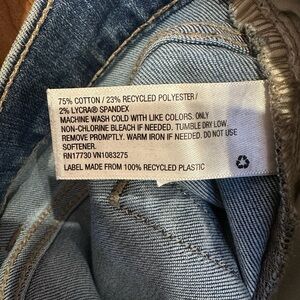 75% COTTON / 23% RECYCLED POLYESTER /
2% LYCRA® SPANDEX
MACHINE WASH COLD WITH LIKE COLORS. ONLY
NON-CHLORINE BLEACH IF NEEDED. TUMBLE DRY LOW.
REMOVE PROMPTLY. WARM IRON IF NEEDED. DO NOT USE
SOFTENER.
RN17730 VN1083275
LABEL MADE FROM 100% RECYCLED PLASTIC